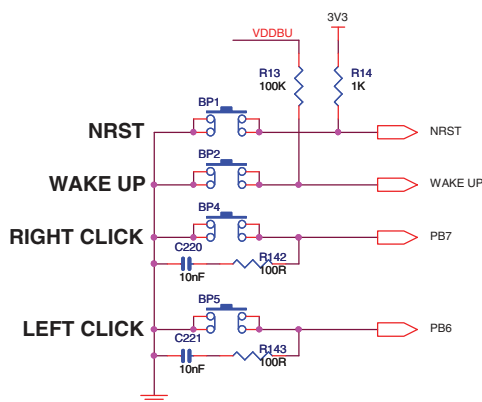 3V3
VDDBU
R13
100K
R14
1K
BP1
NRST
NRST
BP2
WAKE UP
WAKE UP
BP4
RIGHT CLICK
PB7
C220
10nF
R142
100R
BP5
LEFT CLICK
PB6
C221
10nF
R143
100R